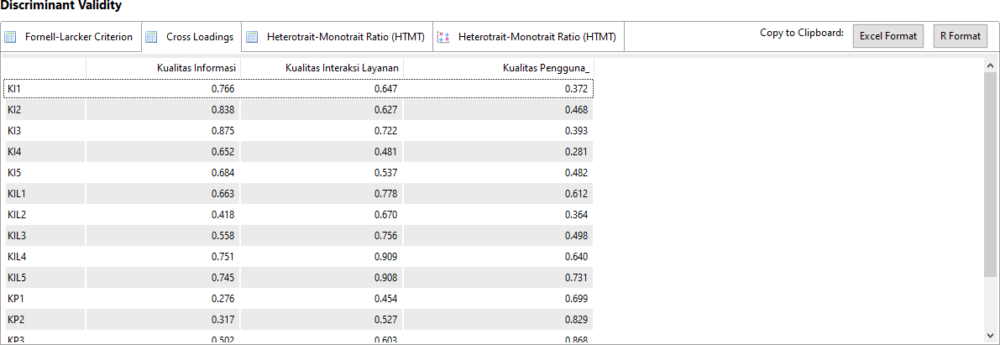 Discriminant Validity
Fornell-Larcker Criterion Cross Loadings Heterotrait-Monotrait Ratio (HTMT) Heterotrait-Monotrait Ratio (HTMT) Copy to Clipboard: Excel Format R Format
Kualitas Informasi Kualitas Interaksi Layanan Kualitas Pengguna_
KI1 0.766 0.647 0.372
KI2 0.838 0.627 0.468
KI3 0.875 0.722 0.393
KI4 0.652 0.481 0.281
KI5 0.684 0.537 0.482
KIL1 0.663 0.778 0.612
KIL2 0.418 0.670 0.364
KIL3 0.558 0.756 0.498
KIL4 0.751 0.909 0.640
KIL5 0.745 0.908 0.731
KP1 0.276 0.454 0.699
KP2 0.317 0.527 0.829
KP3 0.502 0.603 0.868